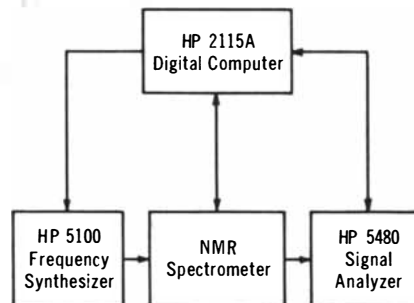 HP 2115A
Digital Computer
HP 5100
Frequency
Synthesizer
NMR
Spectrometer
HP 5480
Signal
Analyzer